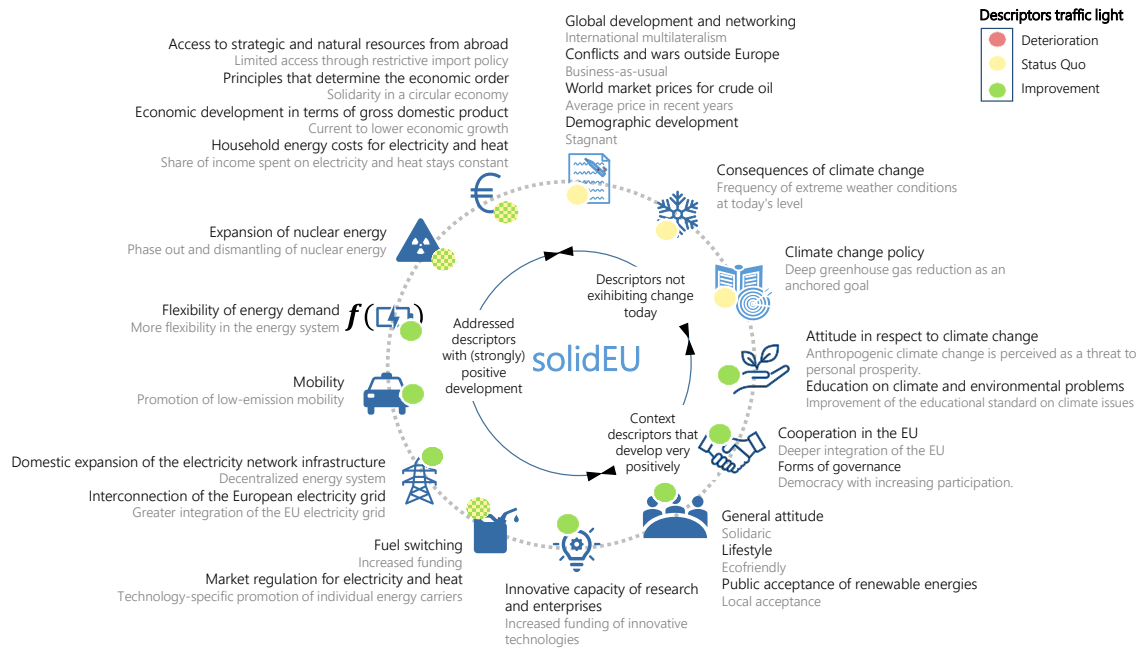 Descriptors traffic light
Deterioration
Status Quo
Improvement
Global development and networking
International multilateralism
Conflicts and wars outside Europe
Business-as-usual
World market prices for crude oil
Average price in recent years
Demographic development
Stagnant
Access to strategic and natural resources from abroad
Limited access through restrictive import policy
Principles that determine the economic order
Solidarity in a circular economy
Economic development in terms of gross domestic product
Current to lower economic growth
Household energy costs for electricity and heat
Share of income spent on electricity and heat stays constant
Consequences of climate change
Frequency of extreme weather conditions
at today's level
Expansion of nuclear energy
Phase out and dismantling of nuclear energy
Climate change policy
Deep greenhouse gas reduction as an
anchored goal
Descriptors not
exihibiting change
today
Flexibility of energy demand
More flexibility in the energy system
f( )
Addressed
descriptors
with (strongly)
positive
development
solidEU
Attitude in respect to climate change
Anthropogenic climate change is perceived as a threat to
personal prosperity.
Education on climate and environmental problems
Improvement of the educational standard on climate issues
Mobility
Promotion of low-emission mobility
Context
descriptors that
develop very
positively
Cooperation in the EU
Deeper integration of the EU
Forms of governance
Democracy with increasing participation.
Domestic expansion of the electricity network infrastructure
Decentralized energy system
Interconnection of the European electricity grid
Greater integration of the EU electricity grid
General attitude
Solidaric
Lifestyle
Ecofriendly
Public acceptance of renewable energies
Local acceptance
Fuel switching
Increased funding
Market regulation for electricity and heat
Technology-specific promotion of individual energy carriers
Innovative capacity of research
and enterprises
Increased funding of innovative
technologies